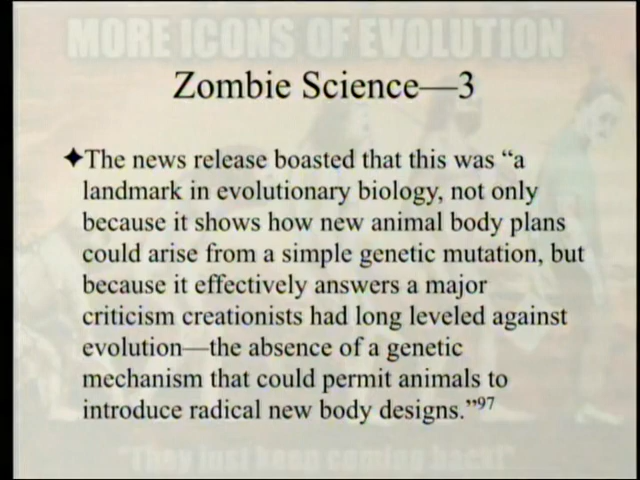 MORE ICONS OF EVOLUTION
Zombie Science—3
✦The news release boasted that this was “a
landmark in evolutionary biology, not only
because it shows how new animal body plans
could arise from a simple genetic mutation, but
because it effectively answers a major
criticism creationists had long leveled against
evolution—the absence of a genetic
mechanism that could permit animals to
introduce radical new body designs.”97
"They just keep coming back!"